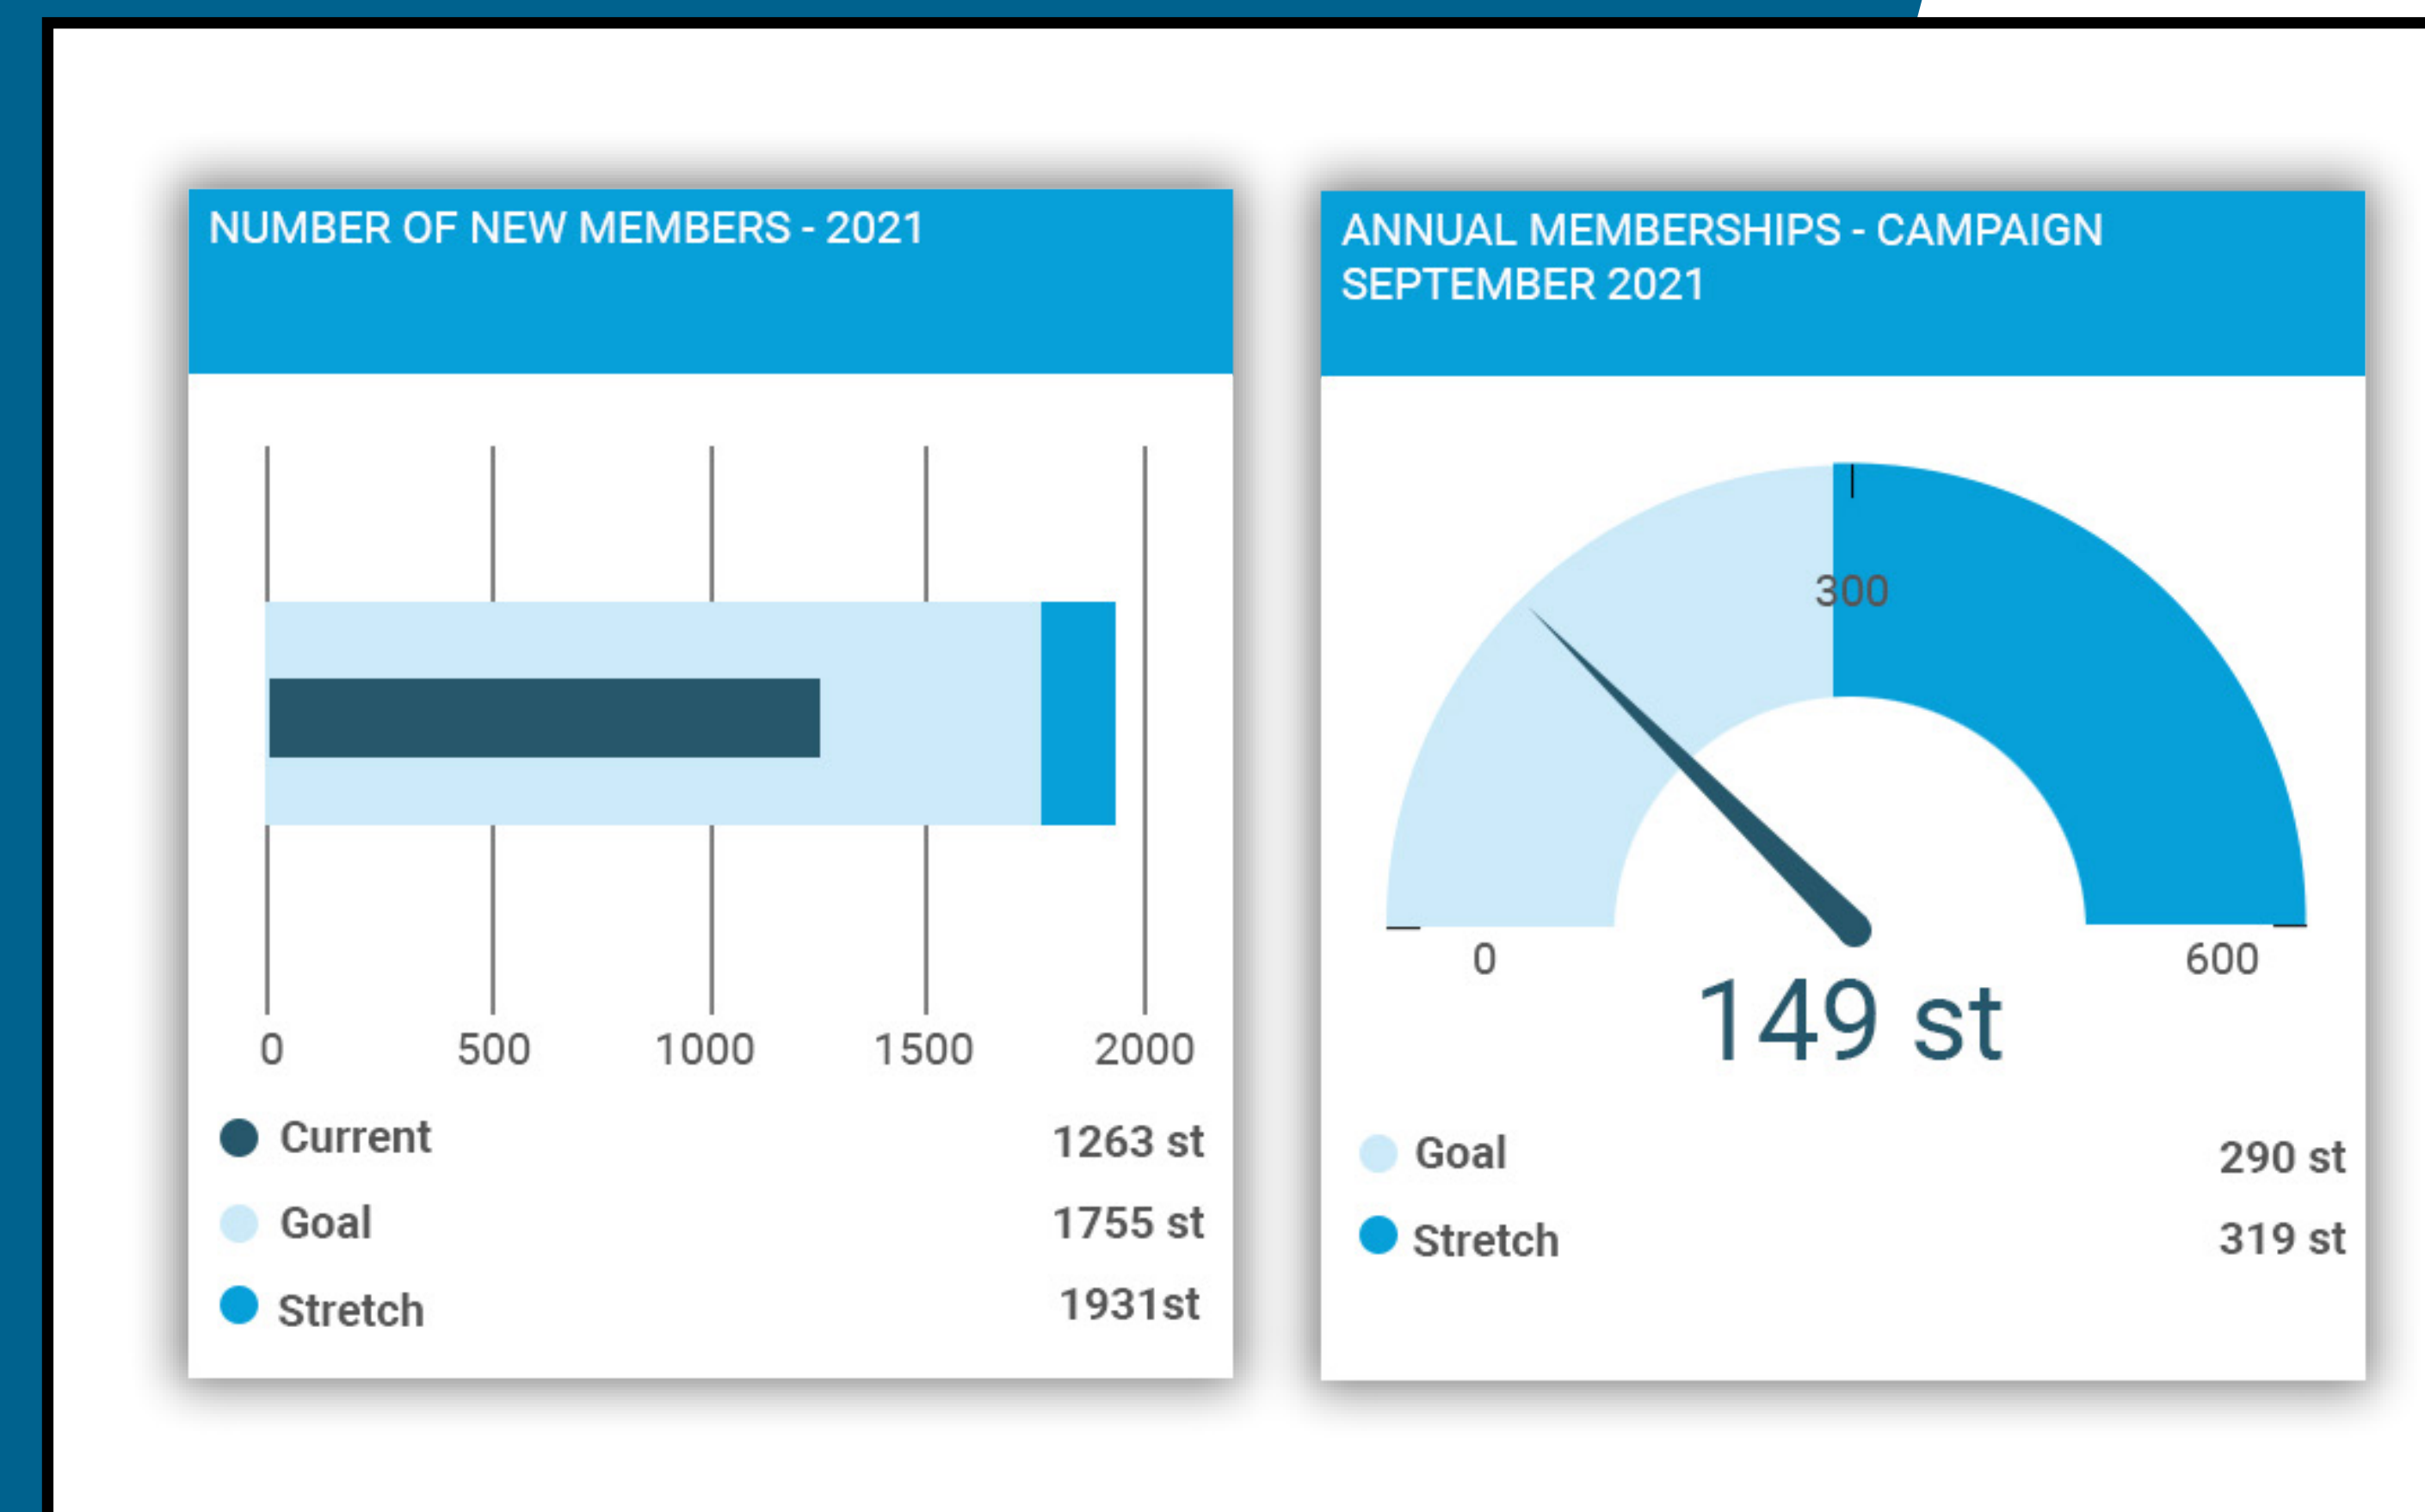 NUMBER OF NEW MEMBERS - 2021
0 500 1000 1500 2000
Current 1263 st
Goal 1755 st
Stretch 1931st
ANNUAL MEMBERSHIPS - CAMPAIGN
SEPTEMBER 2021
300
0 600
149 st
Goal 290 st
Stretch 319 st